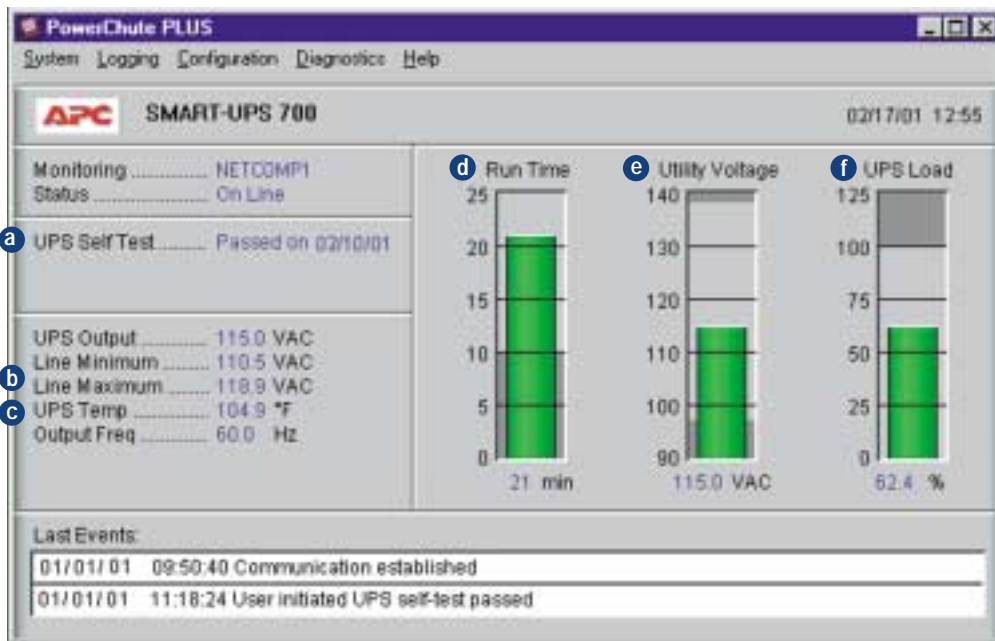 PowerChute PLUS
System Logging Configuration Diagnostics Help
APC SMART-UPS 700 02/17/01 12:55
Monitoring ............. NETCOMP1
Status ..................... On Line
a UPS Self Test ......... Passed on 02/10/01
UPS Output ............ 115.0 VAC
Line Minimum ........ 110.5 VAC
b Line Maximum ....... 118.9 VAC
c UPS Temp ............. 104.9 °F
Output Freq ............ 60.0 Hz
d Run Time
25
20
15
10
5
0
21 min
e Utility Voltage
140
130
120
110
100
90
115.0 VAC
f UPS Load
125
100
75
50
25
0
62.4 %
Last Events:
01/01/01 09:50:40 Communication established
01/01/01 11:18:24 User initiated UPS self-test passed